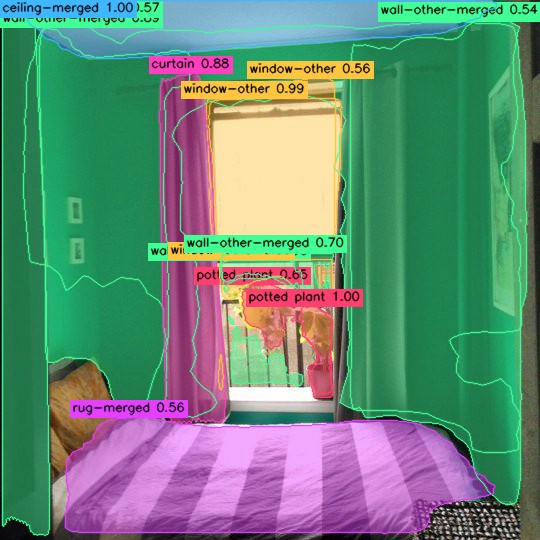 ceiling-merged 1.00
0.57
wall-other-merged 0.89
wall-other-merged 0.54
curtain 0.88
window-other 0.56
window-other 0.99
wall-other-merged 0.70
potted plant 0.65
potted plant 1.00
rug-merged 0.56